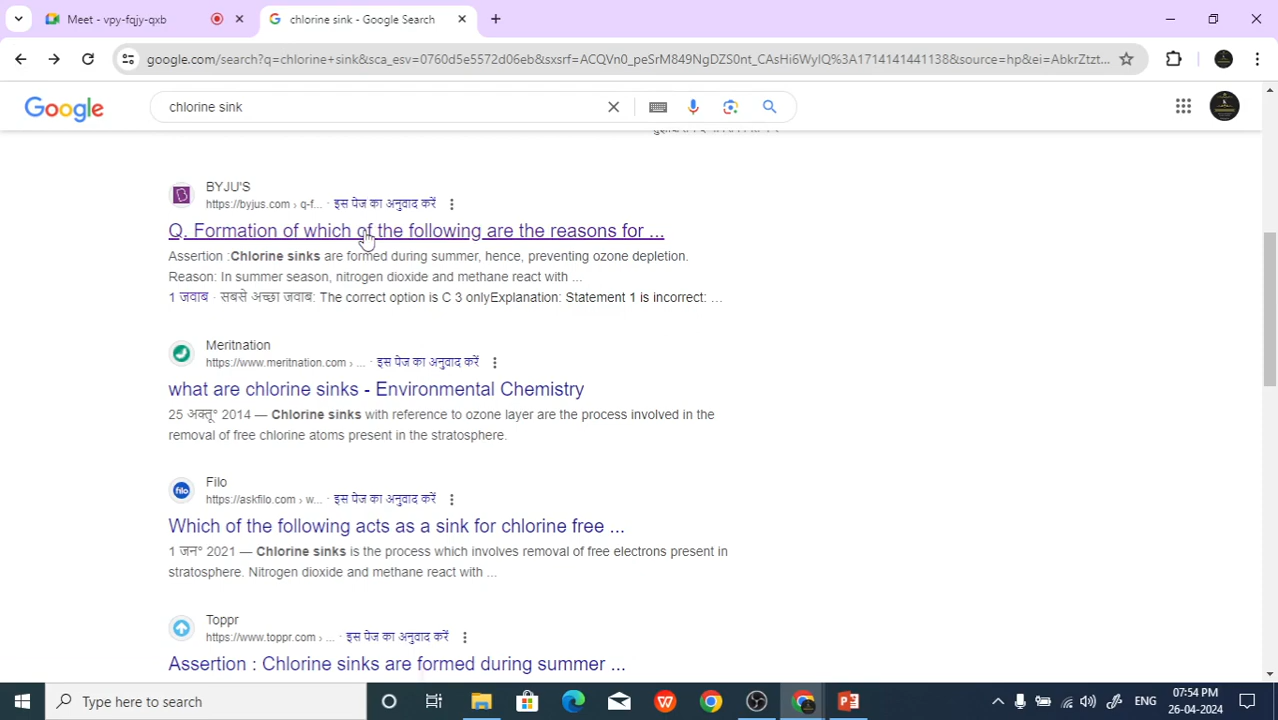 Meet - vpy-fqjy-qxb
chlorine sink - Google Search
google.com/search?q=chlorine+sink&sca_esv=0760d5e5572d06eb&sxsrf=ACQVn0_peSrM849NgDZS0nt_CAsHi6WylQ%3A1714141441138&source=hp&ei=AbkrZtzt...
Google
chlorine sink
BYJU'S
https://byjus.com › q-f... · इस पेज का अनुवाद करें
Q. Formation of which of the following are the reasons for ...
Assertion :Chlorine sinks are formed during summer, hence, preventing ozone depletion.
Reason: In summer season, nitrogen dioxide and methane react with ...
1 जवाब · सबसे अच्छा जवाब: The correct option is C 3 onlyExplanation: Statement 1 is incorrect: ...
Meritnation
https://www.meritnation.com › ... · इस पेज का अनुवाद करें
what are chlorine sinks - Environmental Chemistry
25 अक्तू° 2014 — Chlorine sinks with reference to ozone layer are the process involved in the
removal of free chlorine atoms present in the stratosphere.
Filo
https://askfilo.com › w... · इस पेज का अनुवाद करें
Which of the following acts as a sink for chlorine free ...
1 जन° 2021 — Chlorine sinks is the process which involves removal of free electrons present in
stratosphere. Nitrogen dioxide and methane react with ...
Toppr
https://www.toppr.com › ... · इस पेज का अनुवाद करें
Assertion : Chlorine sinks are formed during summer ...
Type here to search
ENG
07:54 PM
26-04-2024